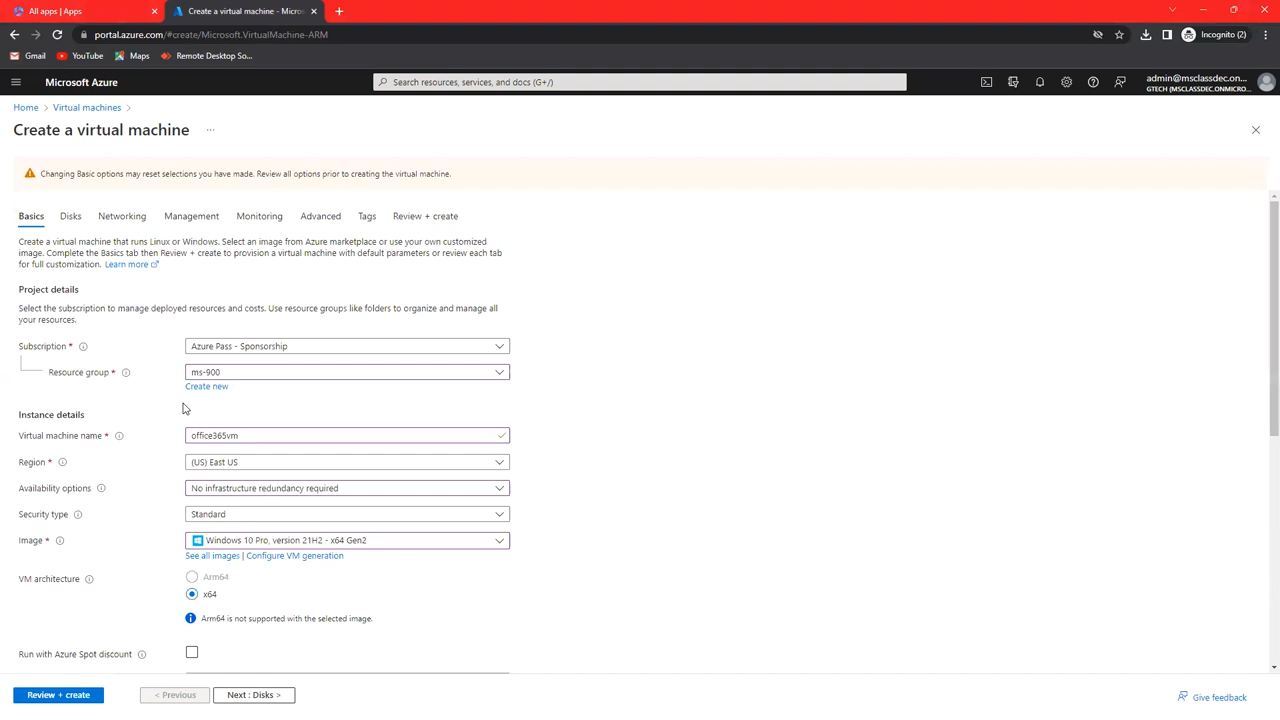 All apps | Apps
Create a virtual machine - Micros
portal.azure.com/#create/Microsoft.VirtualMachine-ARM
Incognito (2)
Gmail
YouTube
Maps
Remote Desktop So...
Microsoft Azure
Search resources, services, and docs (G+/)
admin@msclassdec.on...
GTECH (MSCLASSDEC.ONMICRO...
Home > Virtual machines >
Create a virtual machine ...
Changing Basic options may reset selections you have made. Review all options prior to creating the virtual machine.
Basics Disks Networking Management Monitoring Advanced Tags Review + create
Create a virtual machine that runs Linux or Windows. Select an image from Azure marketplace or use your own customized
image. Complete the Basics tab then Review + create to provision a virtual machine with default parameters or review each tab
for full customization. Learn more
Project details
Select the subscription to manage deployed resources and costs. Use resource groups like folders to organize and manage all
your resources.
Subscription *
Azure Pass - Sponsorship
Resource group *
ms-900
Create new
Instance details
Virtual machine name *
office365vm
Region *
(US) East US
Availability options
No infrastructure redundancy required
Security type
Standard
Image *
Windows 10 Pro, version 21H2 - x64 Gen2
See all images | Configure VM generation
VM architecture
Arm64
x64
Arm64 is not supported with the selected image.
Run with Azure Spot discount
Review + create
< Previous
Next : Disks >
Give feedback